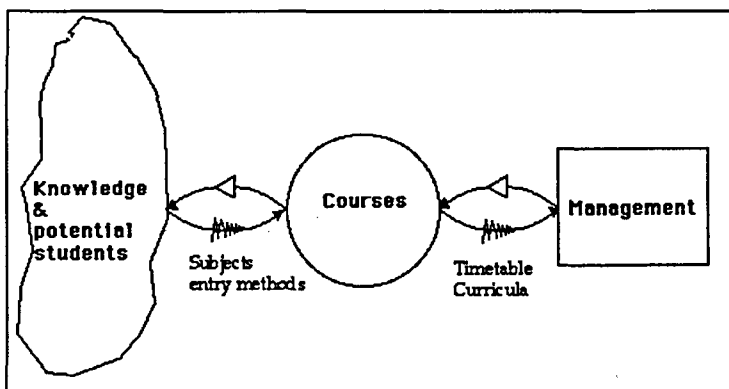 Knowledge
&
potential
students
Subjects
entry methods
Courses
Timetable
Curricula
Management